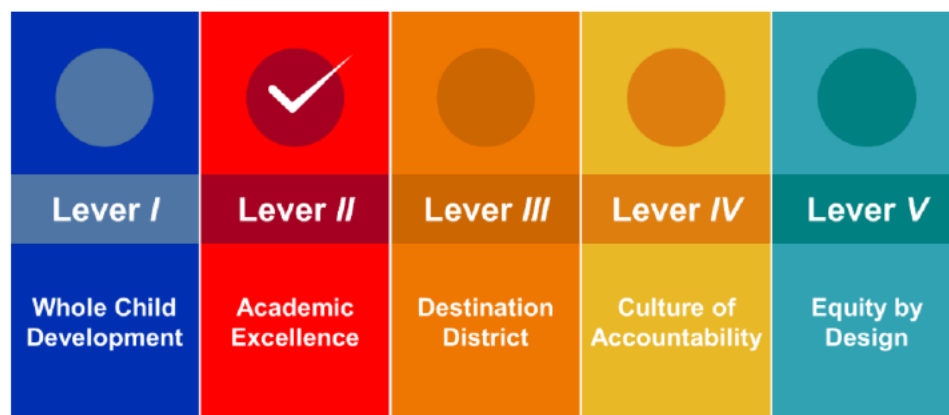 Lever I
Lever II
Lever III
Lever IV
Lever V
Whole Child
Development
Academic
Excellence
Destination
District
Culture of
Accountability
Equity by
Design